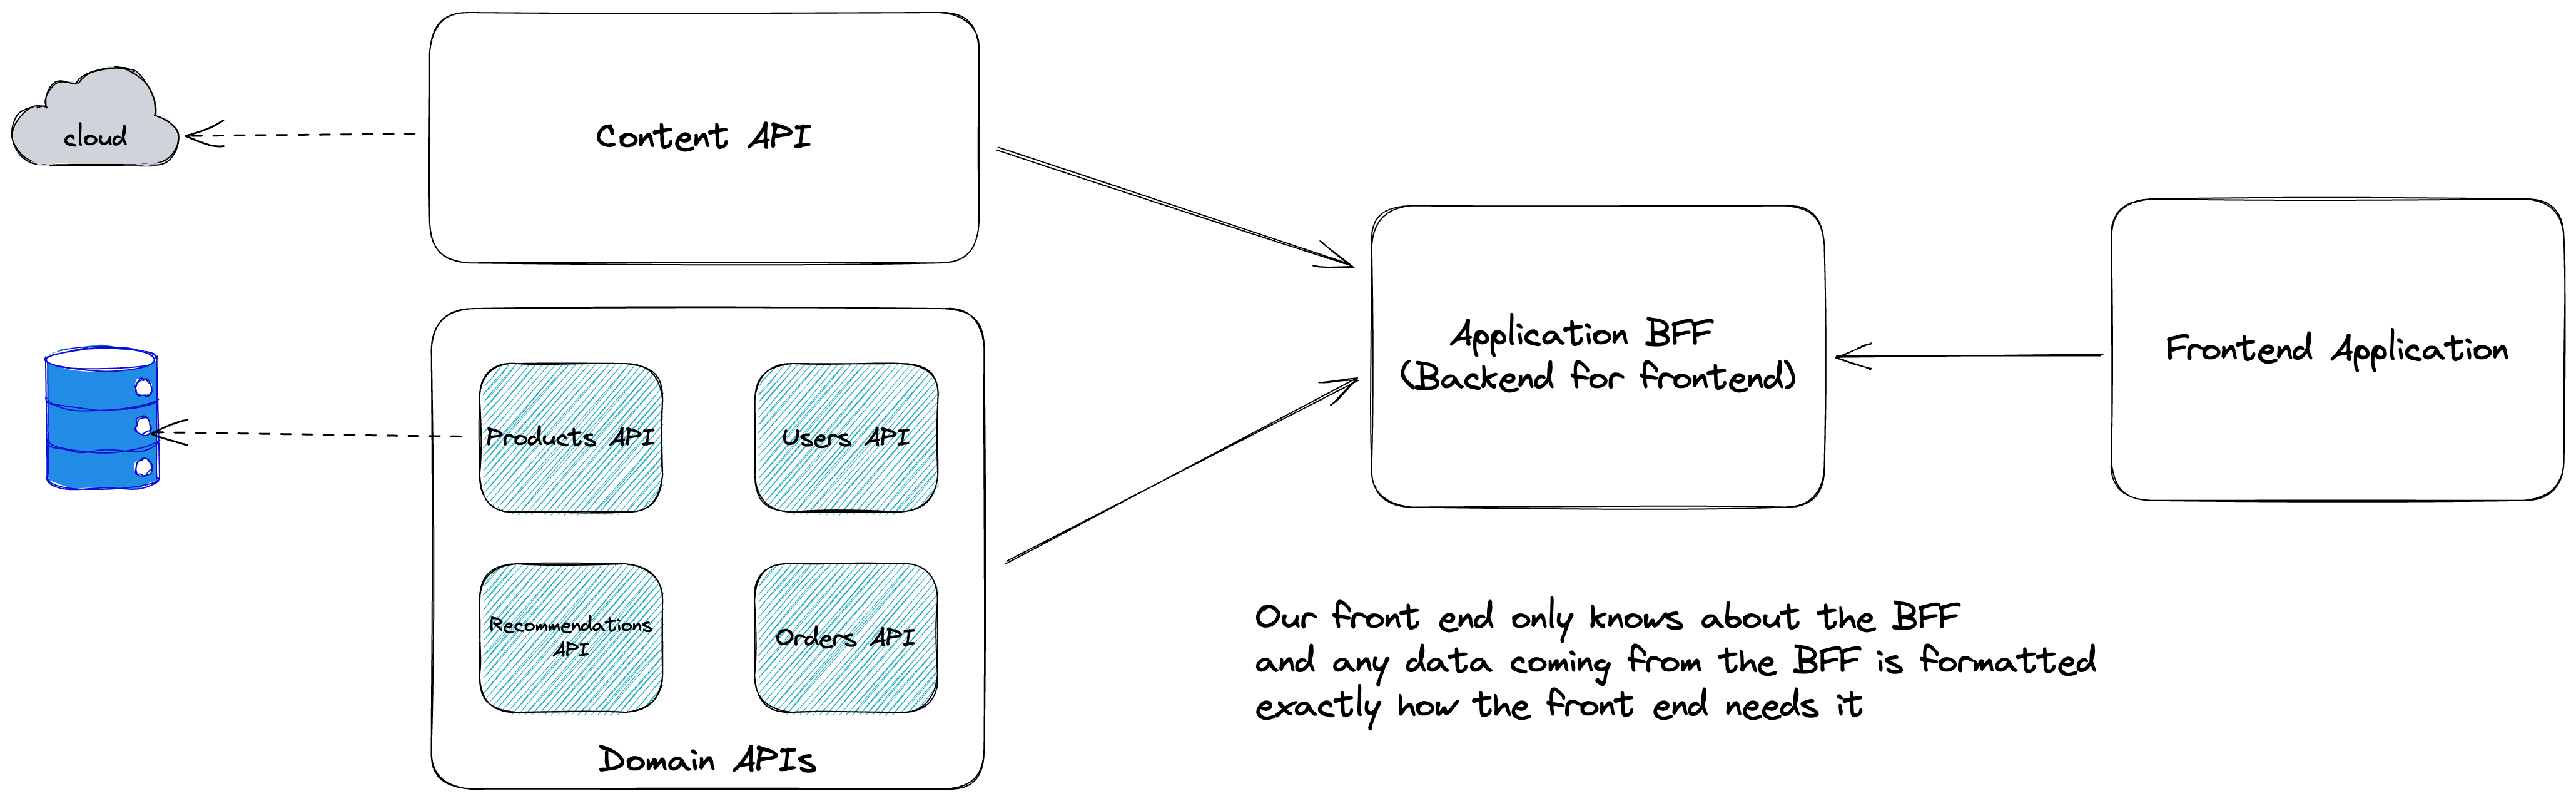 cloud
Content API
Application BFF
(Backend for frontend)
Frontend Application
Products API
Users API
Recommendations
API
Orders API
Domain APIs
Our front end only knows about the BFF
and any data coming from the BFF is formatted
exactly how the front end needs it